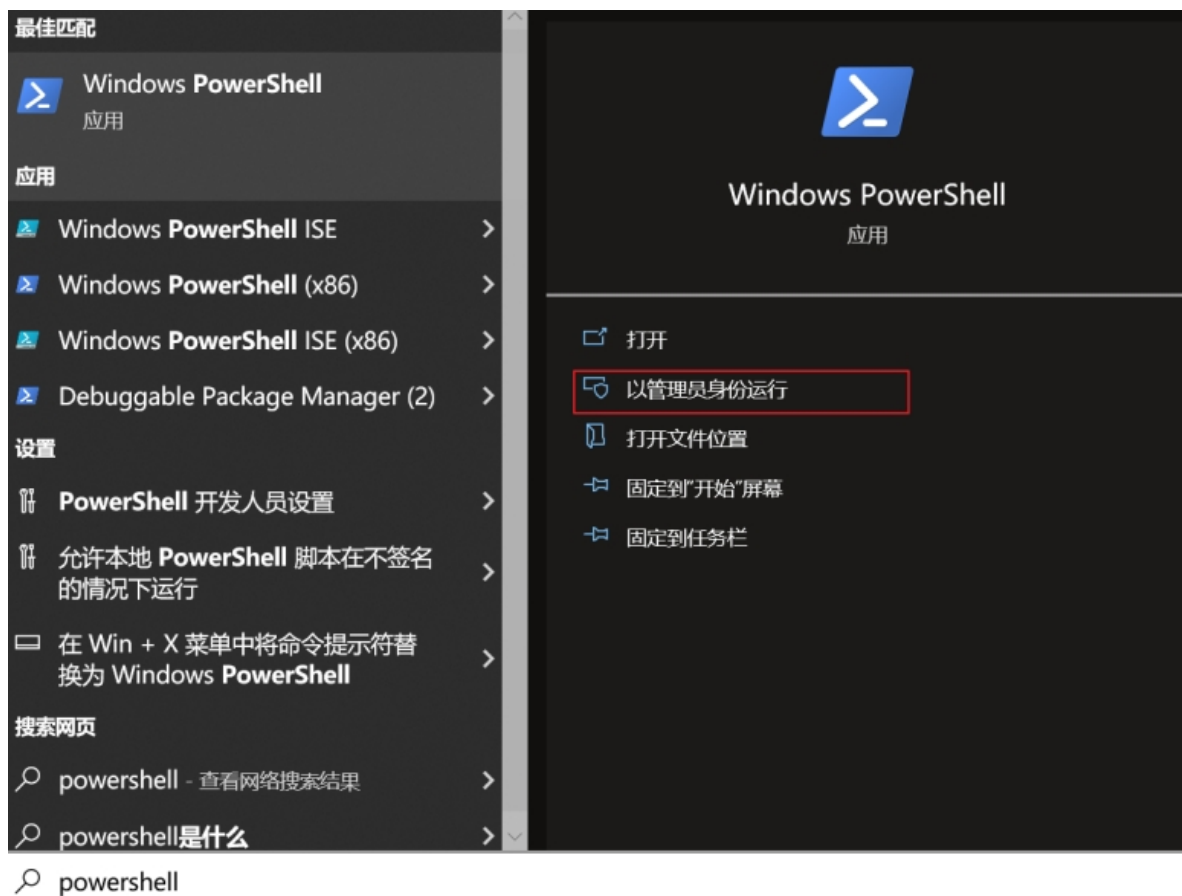 最佳匹配
Windows PowerShell
应用
应用
Windows PowerShell ISE
Windows PowerShell (x86)
Windows PowerShell ISE (x86)
Debuggable Package Manager (2)
设置
PowerShell 开发人员设置
允许本地 PowerShell 脚本在不签名
的情况下运行
在 Win + X 菜单中将命令提示符替
换为 Windows PowerShell
搜索网页
powershell - 查看网络搜索结果
powershell是什么
powershell
Windows PowerShell
应用
打开
以管理员身份运行
打开文件位置
固定到"开始"屏幕
固定到任务栏